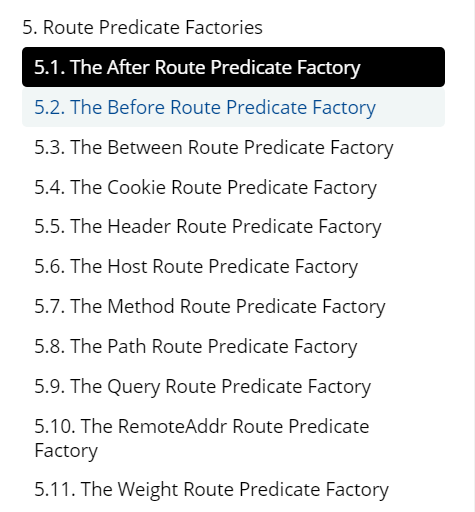 5. Route Predicate Factories
5.1. The After Route Predicate Factory
5.2. The Before Route Predicate Factory
5.3. The Between Route Predicate Factory
5.4. The Cookie Route Predicate Factory
5.5. The Header Route Predicate Factory
5.6. The Host Route Predicate Factory
5.7. The Method Route Predicate Factory
5.8. The Path Route Predicate Factory
5.9. The Query Route Predicate Factory
5.10. The RemoteAddr Route Predicate
Factory
5.11. The Weight Route Predicate Factory